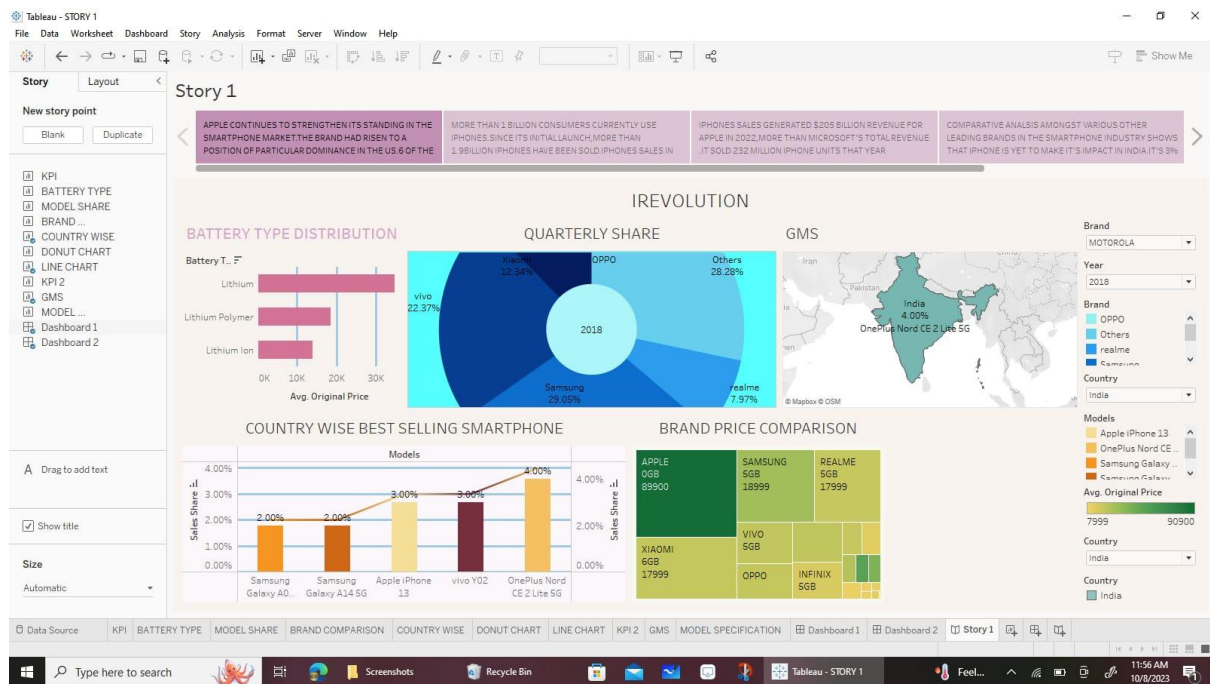 Tableau - STORY 1
File Data Worksheet Dashboard Story Analysis Format Server Window Help
Show Me
Story Layout
New story point
Blank Duplicate
KPI
BATTERY TYPE
MODEL SHARE
BRAND ...
COUNTRY WISE
DONUT CHART
LINE CHART
KPI 2
GMS
MODEL ...
Dashboard 1
Dashboard 2
A Drag to add text
Show title
Size
Automatic
Story 1
APPLE CONTINUES TO STRENGTHEN ITS STANDING IN THE
SMARTPHONE MARKET.THE BRAND HAD RISEN TO A
POSITION OF PARTICULAR DOMINANCE IN THE US.6 OF THE
MORE THAN 1 BILLION CONSUMERS CURRENTLY USE
IPHONES.SINCE ITS INITIAL LAUNCH,MORE THAN
1.9BILLION IPHONES HAVE BEEN SOLD.IPHONES SALES IN
IPHONES SALES GENERATED $205 BILLION REVENUE FOR
APPLE IN 2022,MORE THAN MICROSOFT'S TOTAL REVENUE
.IT SOLD 232 MILLION IPHONE UNITS THAT YEAR
COMPARATIVE ANALSIS AMONGST VARIOUS OTHER
LEADING BRANDS IN THE SMARTPHONE INDUSTRY SHOWS
THAT IPHONE IS YET TO MAKE IT'S IMPACT IN INDIA.IT'S 3%
IREVOLUTION
BATTERY TYPE DISTRIBUTION
Battery T..
Lithium
Lithium Polymer
Lithium Ion
0K 10K 20K 30K
Avg. Original Price
QUARTERLY SHARE
Xiaomi
12.34%
OPPO
Others
28.28%
vivo
22.37%
2018
Samsung
29.05%
realme
7.97%
GMS
Iran
Pakistan
India
4.00%
OnePlus Nord CE 2 Lite 5G
© Mapbox © OSM
Brand
MOTOROLA
Year
2018
Brand
OPPO
Others
realme
Samsung
Country
India
Models
Apple iPhone 13
OnePlus Nord CE ..
Samsung Galaxy ..
Samsung Galaxy
Avg. Original Price
7999 90900
Country
India
Country
India
COUNTRY WISE BEST SELLING SMARTPHONE
Models
Sales Share
4.00%
3.00%
2.00%
1.00%
0.00%
2.00% 2.00% 3.00% 3.00% 4.00%
4.00%
2.00%
0.00%
Sales Share
Samsung Galaxy A0..
Samsung Galaxy A14 5G
Apple iPhone 13
vivo Y02
OnePlus Nord CE 2 Lite 5G
BRAND PRICE COMPARISON
APPLE
0GB
89900
SAMSUNG
5GB
18999
REALME
5GB
17999
XIAOMI
6GB
17999
VIVO
5GB
OPPO
INFINIX
5GB
Data Source KPI BATTERY TYPE MODEL SHARE BRAND COMPARISON COUNTRY WISE DONUT CHART LINE CHART KPI 2 GMS MODEL SPECIFICATION Dashboard 1 Dashboard 2 Story 1
Type here to search Screenshots Recycle Bin Tableau - STORY 1 Feel... 11:56 AM
10/8/2023